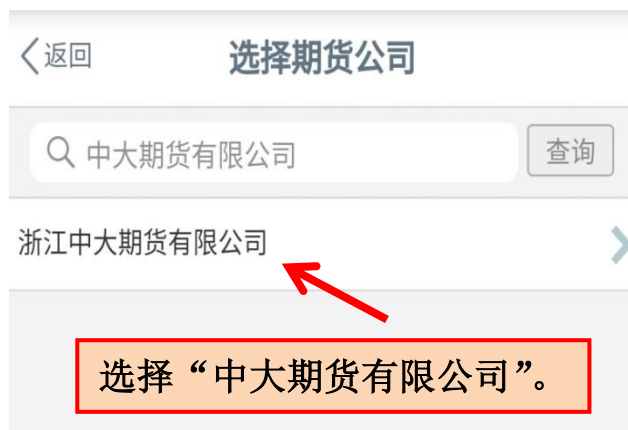 返回 选择期货公司
中大期货有限公司 查询
浙江中大期货有限公司
选择“中大期货有限公司”。